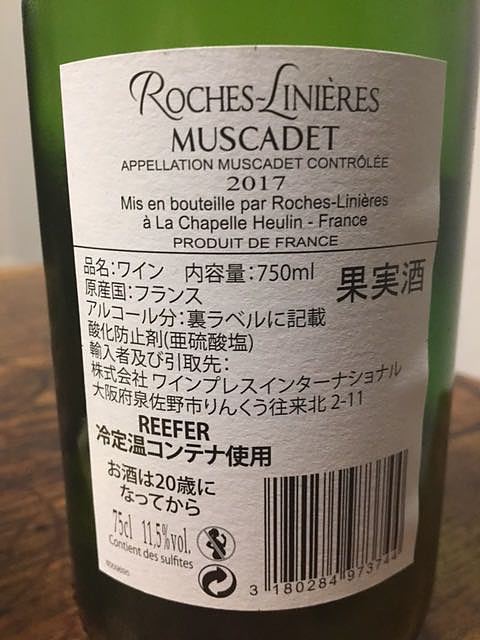 ROCHES-LINIÈRES
MUSCADET
APPELLATION MUSCADET CONTRÔLÉE
2017
Mis en bouteille par Roches-Linières
à La Chapelle Heulin - France
PRODUIT DE FRANCE
品名:ワイン 内容量:750ml
原産国:フランス
果実酒
アルコール分:裏ラベルに記載
酸化防止剤(亜硫酸塩)
輸入者及び引取先:
株式会社 ワインプレスインターナショナル
大阪府泉佐野市りんくう往来北 2-11
REEFER
冷定温コンテナ使用
お酒は20歳に
なってから
75cl 11,5%vol.
Contient des sulfites
3 180284 973744